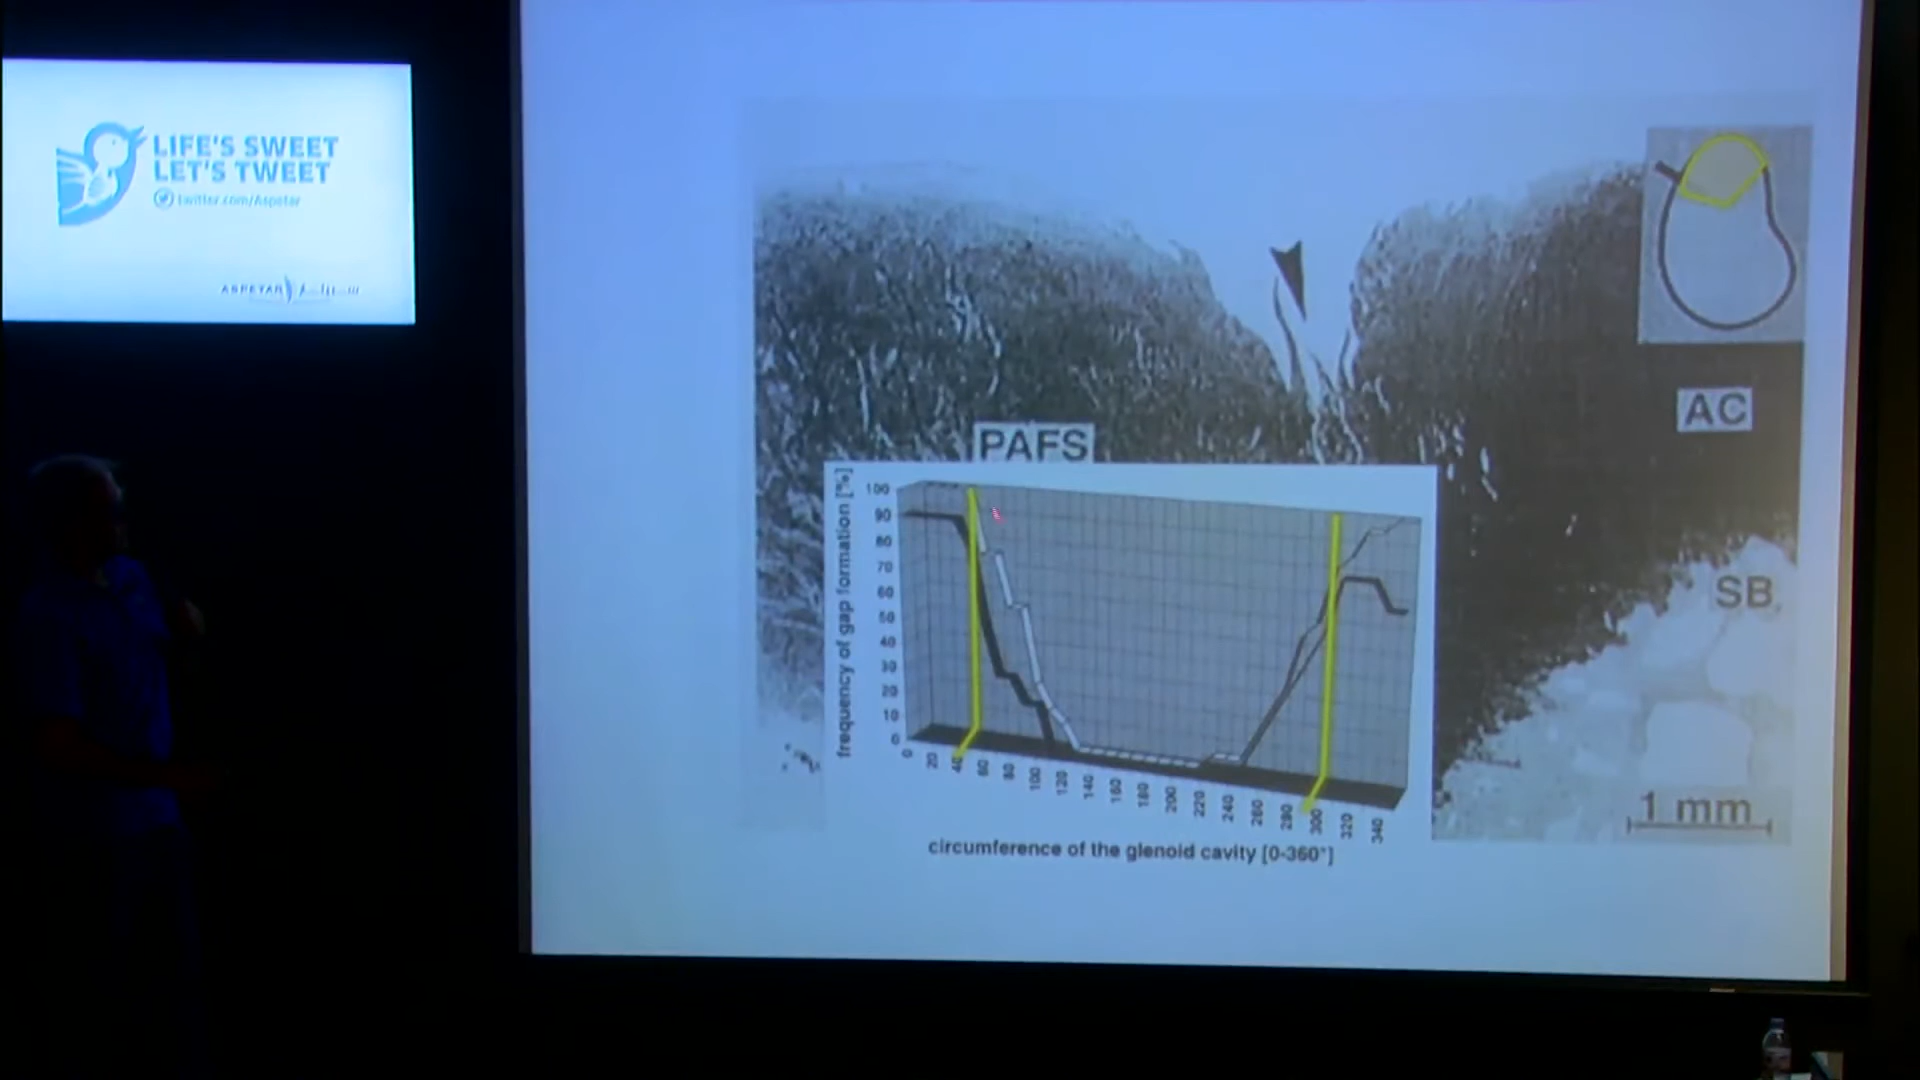 LIFE'S SWEET
LET'S TWEET
twitter.com/Aspetar
ASPETAR
PAFS
AC
SB
1 mm
frequency of gap formation [%]
100
90
80
70
60
50
40
30
20
10
0
0 20 40 60 80 100 120 140 160 180 200 220 240 260 280 300 320 340
circumference of the glenoid cavity [0-360°]